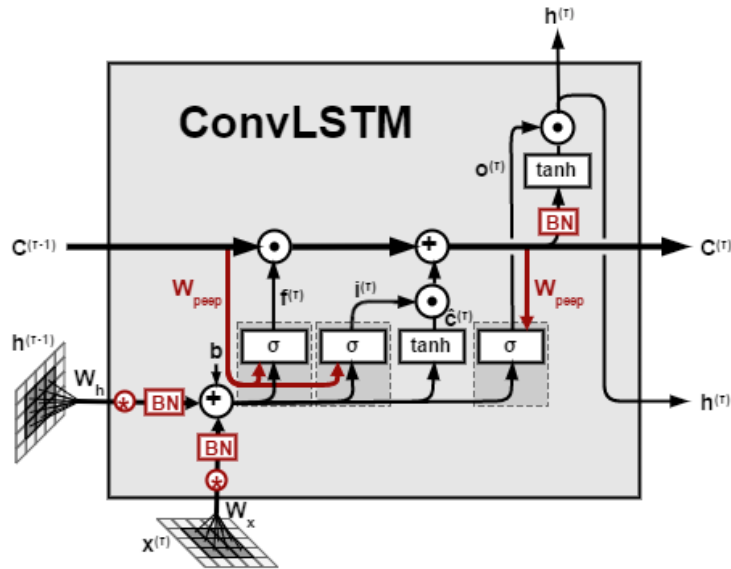 h(τ)
ConvLSTM
o(τ)
tanh
BN
C(τ-1)
C(τ)
W peep
f(τ)
i(τ)
ĉ(τ)
W peep
h(τ-1)
σ
σ
tanh
σ
b
W h
* BN
+
h(τ)
BN
*
W x
x(τ)